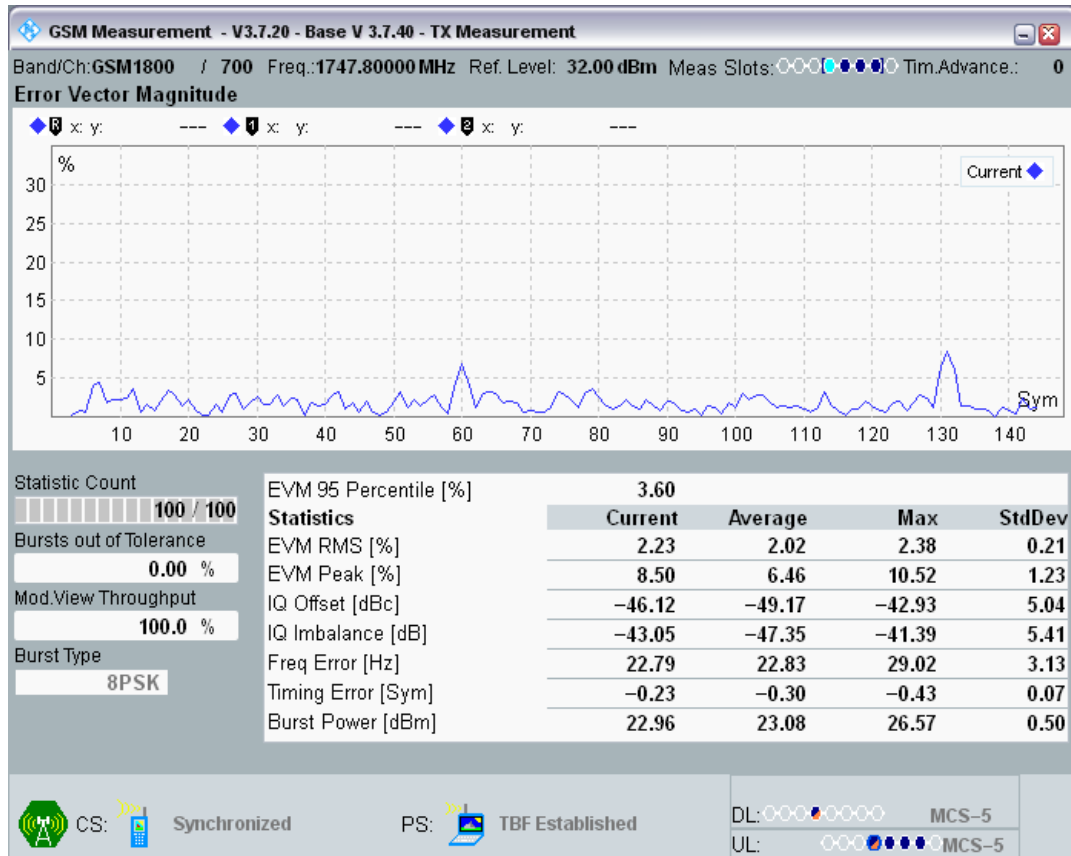 GSM Measurement - V3.7.20 - Base V 3.7.40 - TX Measurement
Band/Ch:GSM1800 / 700 Freq.:1747.80000 MHz Ref. Level: 32.00 dBm Meas Slots: Tim.Advance.: 0
Error Vector Magnitude
R x: y: --- 1 x: y: --- 2 x: y: ---
%
Current
30
25
20
15
10
5
Sym
10 20 30 40 50 60 70 80 90 100 110 120 130 140
Statistic Count
100 / 100
Bursts out of Tolerance
0.00 %
Mod.View Throughput
100.0 %
Burst Type
8PSK
EVM 95 Percentile [%] 3.60
Statistics Current Average Max StdDev
EVM RMS [%] 2.23 2.02 2.38 0.21
EVM Peak [%] 8.50 6.46 10.52 1.23
IQ Offset [dBc] −46.12 −49.17 −42.93 5.04
IQ Imbalance [dB] −43.05 −47.35 −41.39 5.41
Freq Error [Hz] 22.79 22.83 29.02 3.13
Timing Error [Sym] −0.23 −0.30 −0.43 0.07
Burst Power [dBm] 22.96 23.08 26.57 0.50
CS: Synchronized PS: TBF Established
DL: MCS−5
UL: MCS−5